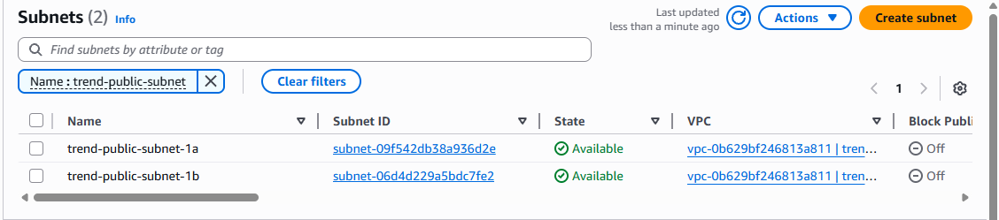 Subnets (2) Info
Last updated
less than a minute ago
Actions
Create subnet
Find subnets by attribute or tag
Name : trend-public-subnet
Clear filters
1
Name Subnet ID State VPC Block Publi
trend-public-subnet-1a subnet-09f542db38a936d2e Available vpc-0b629bf246813a811 | tren... Off
trend-public-subnet-1b subnet-06d4d229a5bdc7fe2 Available vpc-0b629bf246813a811 | tren... Off